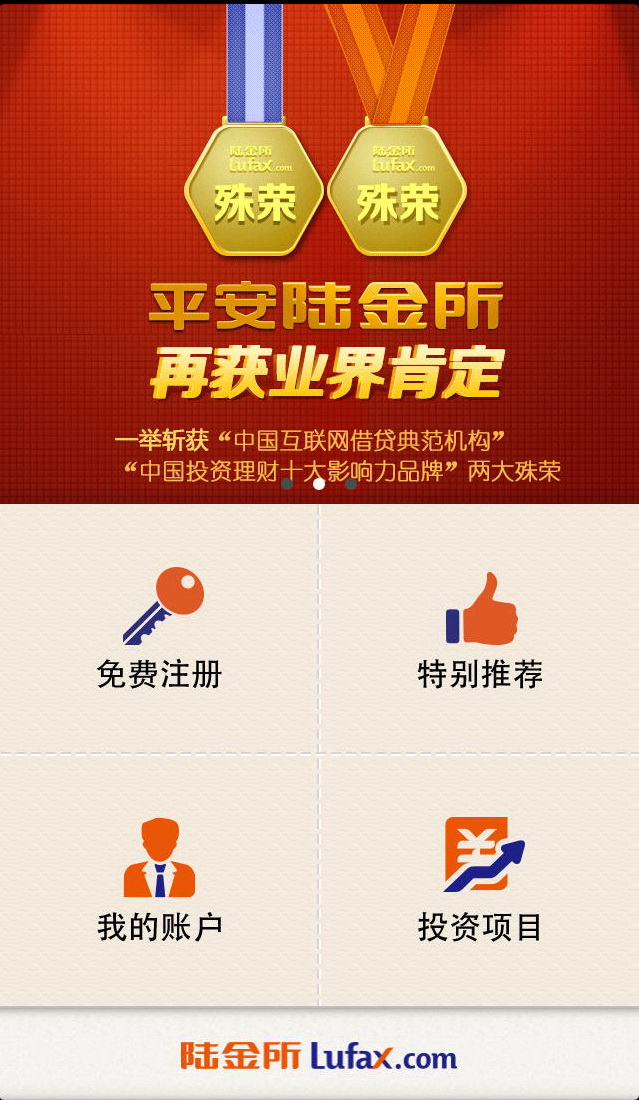 陆金所 陆金所
Lufax.com Lufax.com
殊荣 殊荣
平安陆金所
再获业界肯定
一举斩获“中国互联网借贷典范机构”
“中国投资理财十大影响力品牌”两大殊荣
免费注册 特别推荐
我的账户 投资项目
陆金所 Lufax.com